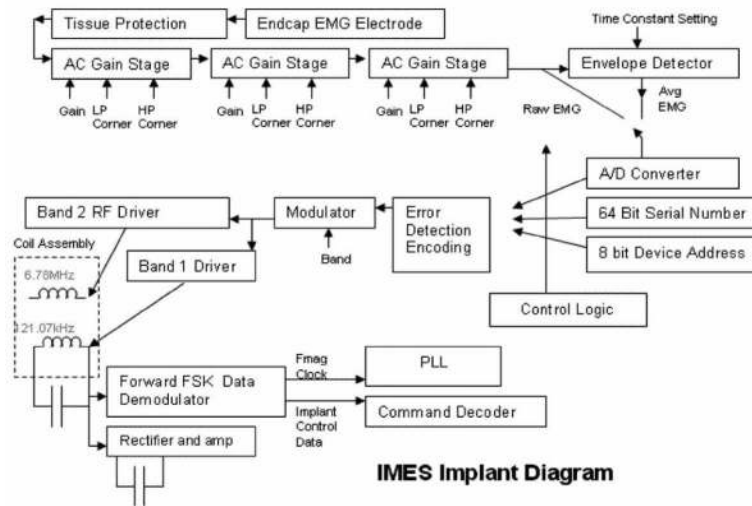 Tissue Protection
Endcap EMG Electrode
Time Constant Setting
AC Gain Stage
AC Gain Stage
AC Gain Stage
Envelope Detector
Gain
LP
Corner
HP
Corner
Gain
LP
Corner
HP
Corner
Gain
LP
Corner
HP
Corner
Raw EMG
Avg
EMG
A/D Converter
Band 2 RF Driver
Modulator
Error
Detection
Encoding
64 Bit Serial Number
8 bit Device Address
Coil Assembly
Band 1 Driver
Band
6.78MHz
Control Logic
121.07kHz
Forward FSK Data
Demodulator
Fmag
Clock
PLL
Implant
Control
Data
Command Decoder
Rectifier and amp
IMES Implant Diagram